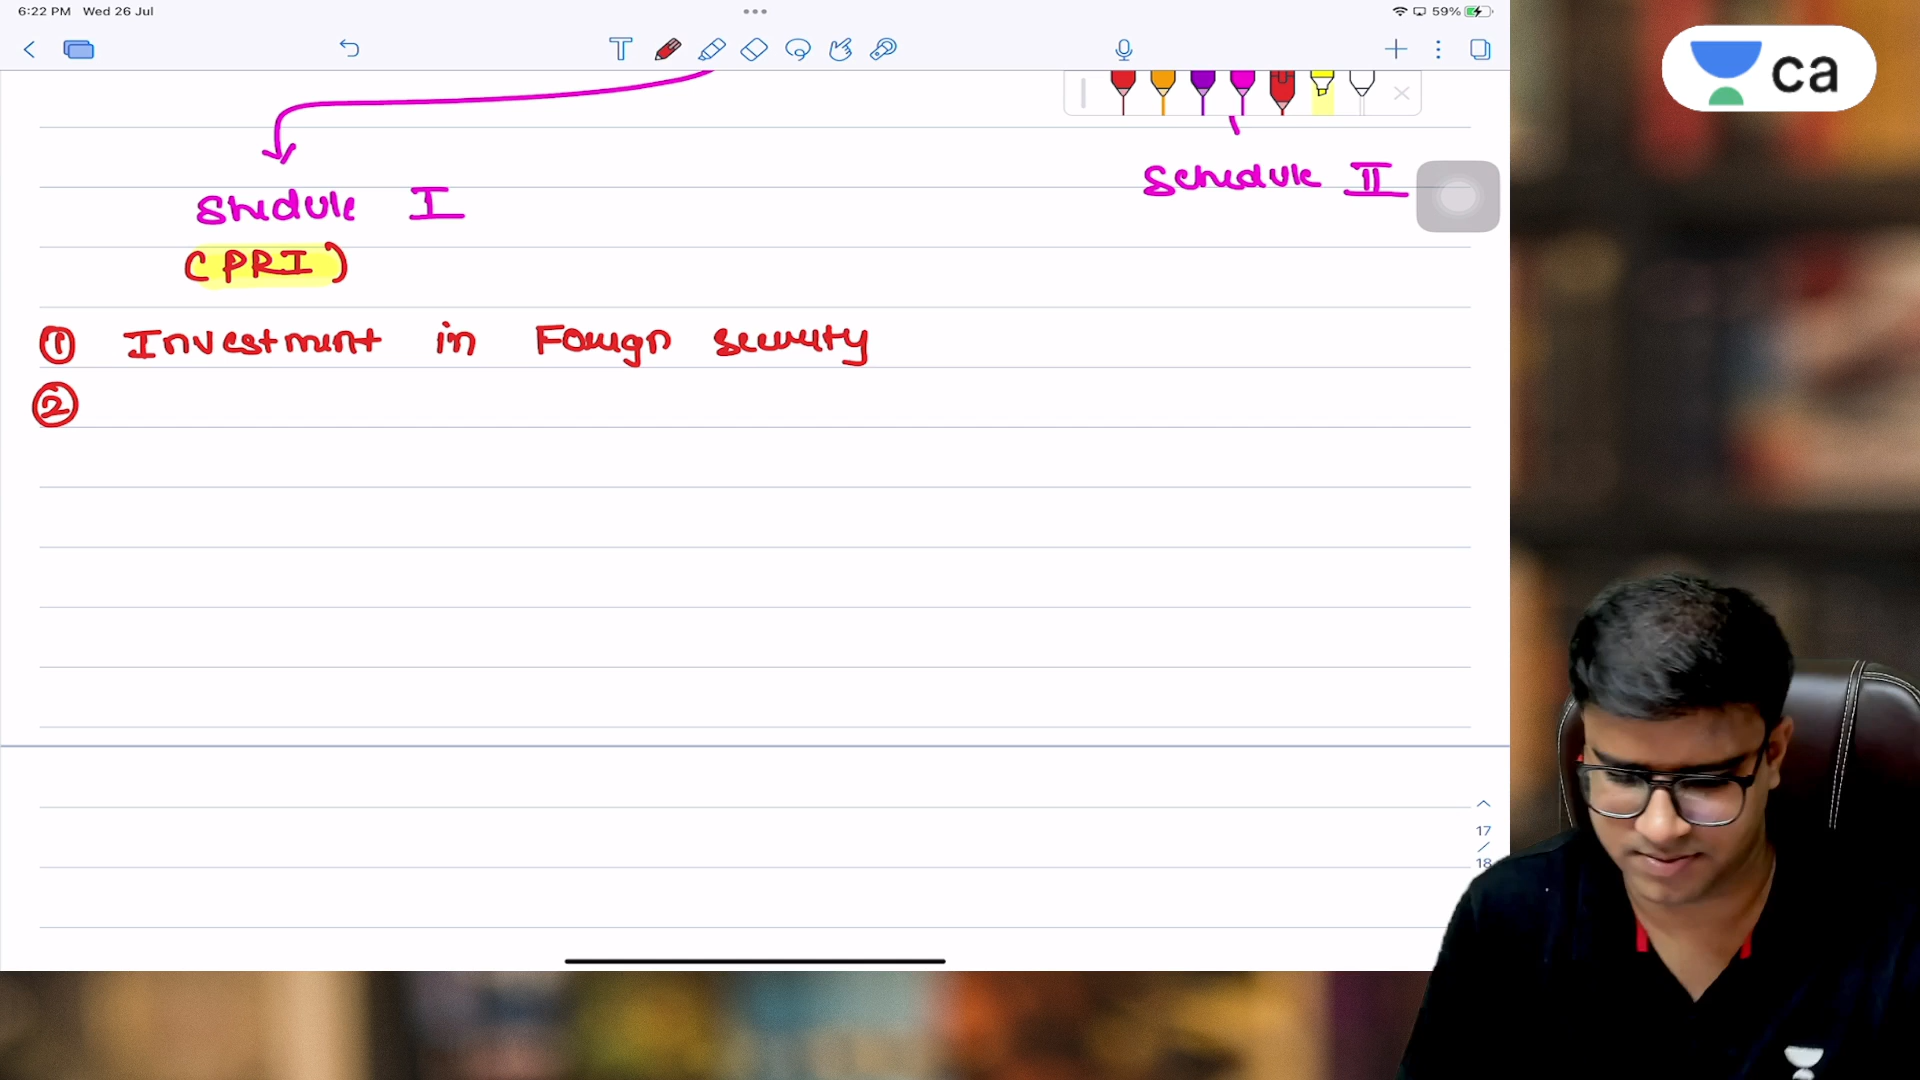 6:22 PM Wed 26 Jul
59%
ca
Schedule II
Shedule I
(PRI)
① Investment in Foreign security
②
17
/
18